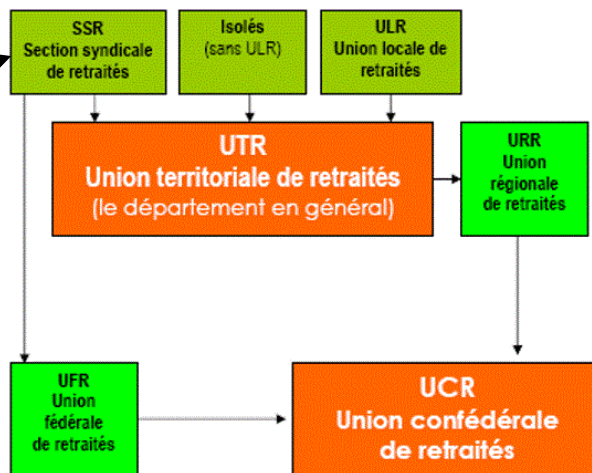 SSR
Section syndicale
de retraités
Isolés
(sans ULR)
ULR
Union locale de
retraités
UTR
Union territoriale de retraités
(le département en général)
URR
Union
régionale
de retraités
UFR
Union
fédérale
de retraités
UCR
Union confédérale
de retraités